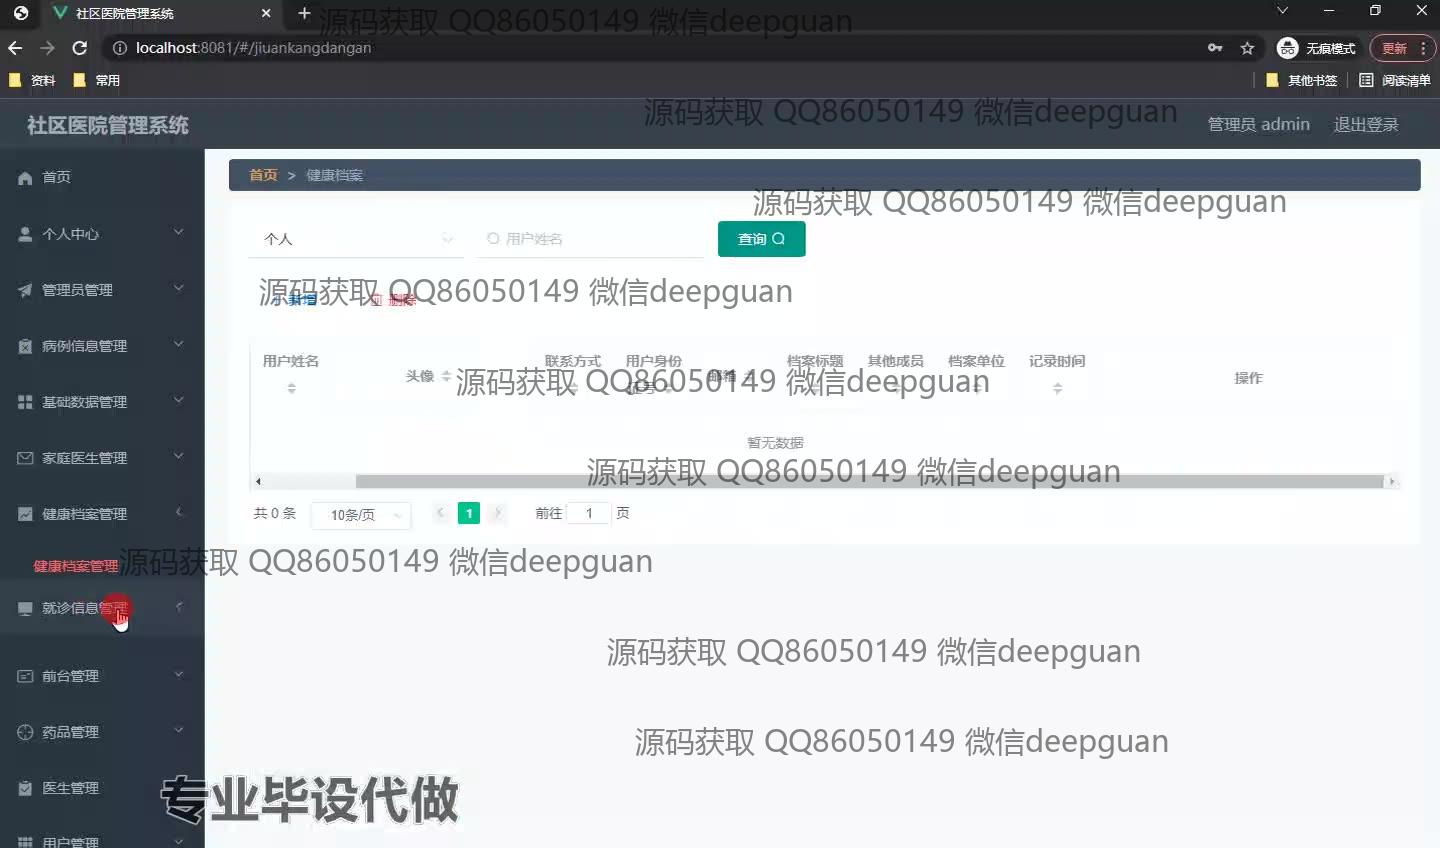 社区医院管理系统
源码获取 QQ86050149 微信deepguan
localhost:8081/#/jiuankangdangan
无痕模式
更新
资料
常用
其他书签
阅读清单
社区医院管理系统
源码获取 QQ86050149 微信deepguan
管理员 admin
退出登录
首页
首页 > 健康档案
源码获取 QQ86050149 微信deepguan
个人中心
个人
用户姓名
查询
管理员管理
新增
删除
源码获取 QQ86050149 微信deepguan
病例信息管理
用户姓名
头像
联系方式
用户身份
证号
邮箱
档案标题
其他成员
档案单位
记录时间
操作
源码获取 QQ86050149 微信deepguan
基础数据管理
暂无数据
家庭医生管理
源码获取 QQ86050149 微信deepguan
健康档案管理
共 0 条
10条/页
1
前往 1 页
健康档案管理
源码获取 QQ86050149 微信deepguan
就诊信息管理
源码获取 QQ86050149 微信deepguan
前台管理
药品管理
源码获取 QQ86050149 微信deepguan
医生管理
专业毕设代做
用户管理